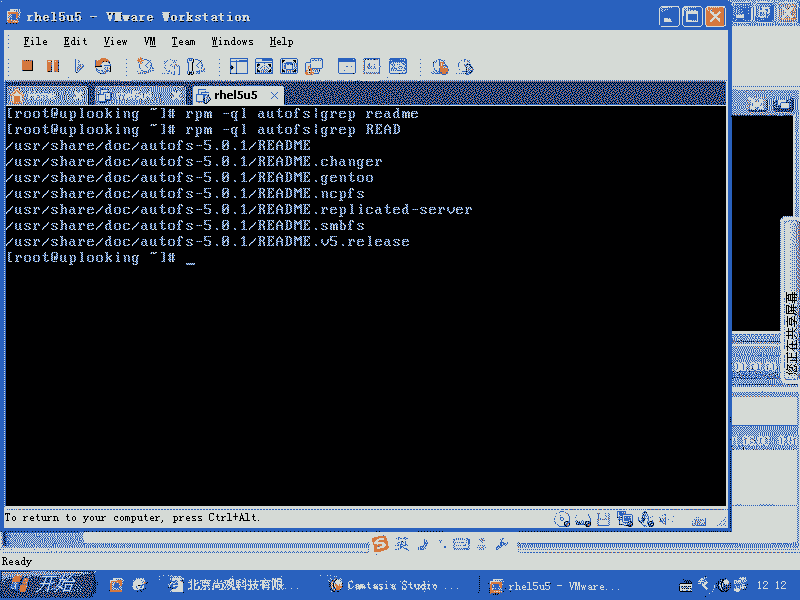 rhel5u5 - VMware Workstation
File Edit View VM Team Windows Help
rhel5u5
[root@uplooking ~]# rpm -ql autofs|grep readme
[root@uplooking ~]# rpm -ql autofs|grep READ
/usr/share/doc/autofs-5.0.1/README
/usr/share/doc/autofs-5.0.1/README.changer
/usr/share/doc/autofs-5.0.1/README.gentoo
/usr/share/doc/autofs-5.0.1/README.ncpfs
/usr/share/doc/autofs-5.0.1/README.replicated-server
/usr/share/doc/autofs-5.0.1/README.smbfs
/usr/share/doc/autofs-5.0.1/README.v5.release
[root@uplooking ~]# _
您正在共享屏幕
To return to your computer, press Ctrl+Alt.
英
Ready
开始 北京尚观科技有限... Camtasia Studio ... rhel5u5 - VMware... 12 12